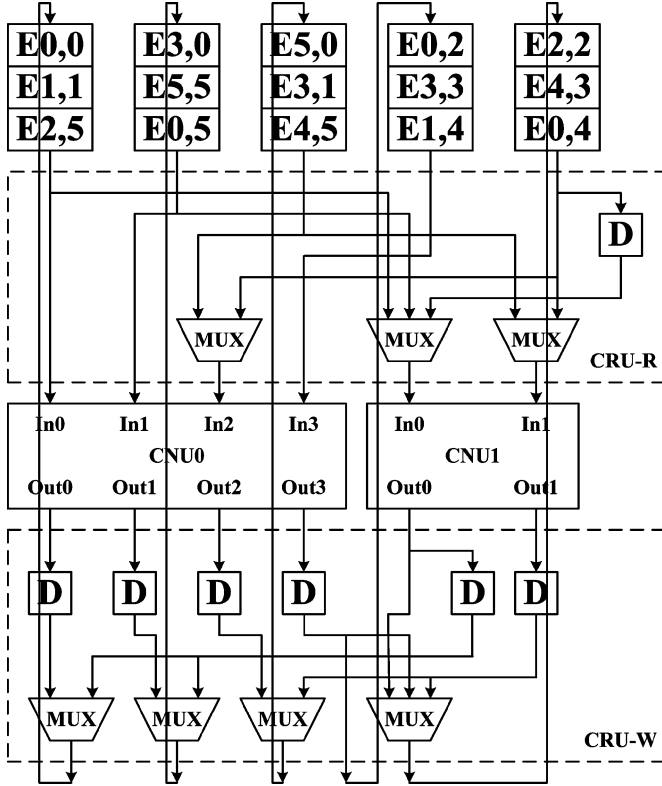 E0,0 E3,0 E5,0 E0,2 E2,2
E1,1 E5,5 E3,1 E3,3 E4,3
E2,5 E0,5 E4,5 E1,4 E0,4
D
MUX MUX MUX
CRU-R
In0 In1 In2 In3 In0 In1
CNU0 CNU1
Out0 Out1 Out2 Out3 Out0 Out1
D D D D D D
MUX MUX MUX MUX
CRU-W